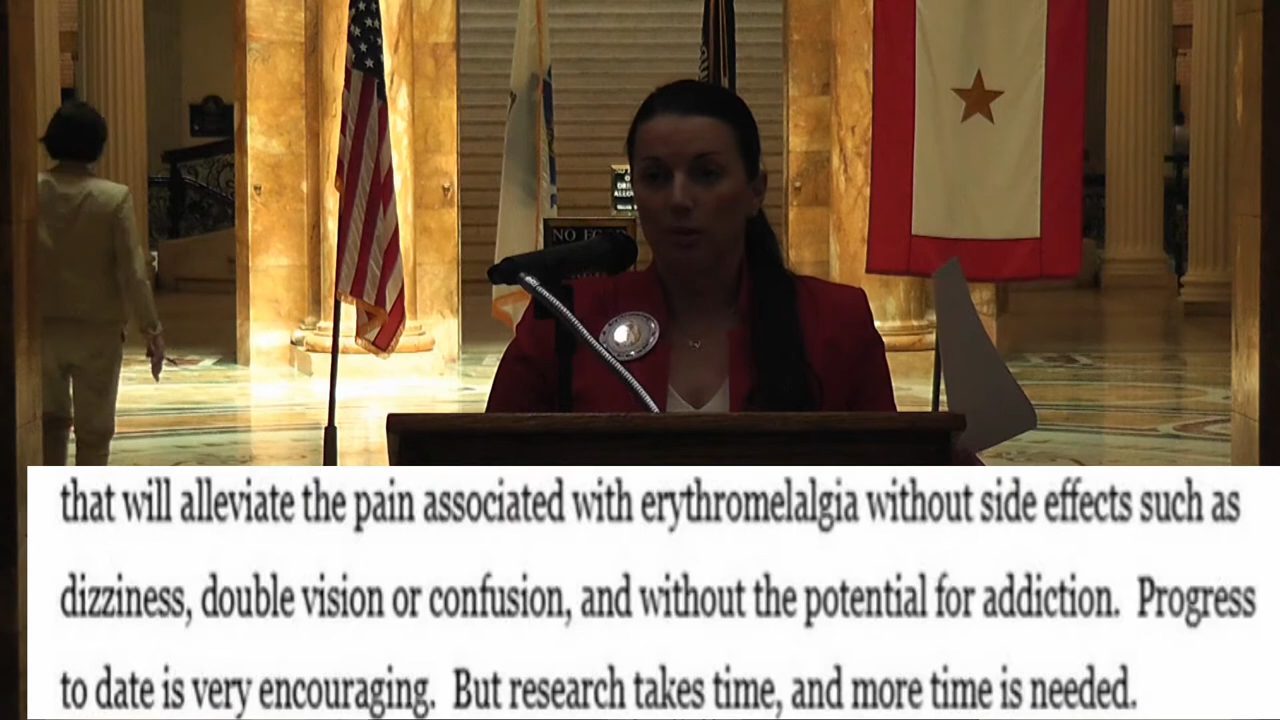 NO FOOD
that will alleviate the pain associated with erythromelalgia without side effects such as
dizziness, double vision or confusion, and without the potential for addiction.  Progress
to date is very encouraging.  But research takes time, and more time is needed.